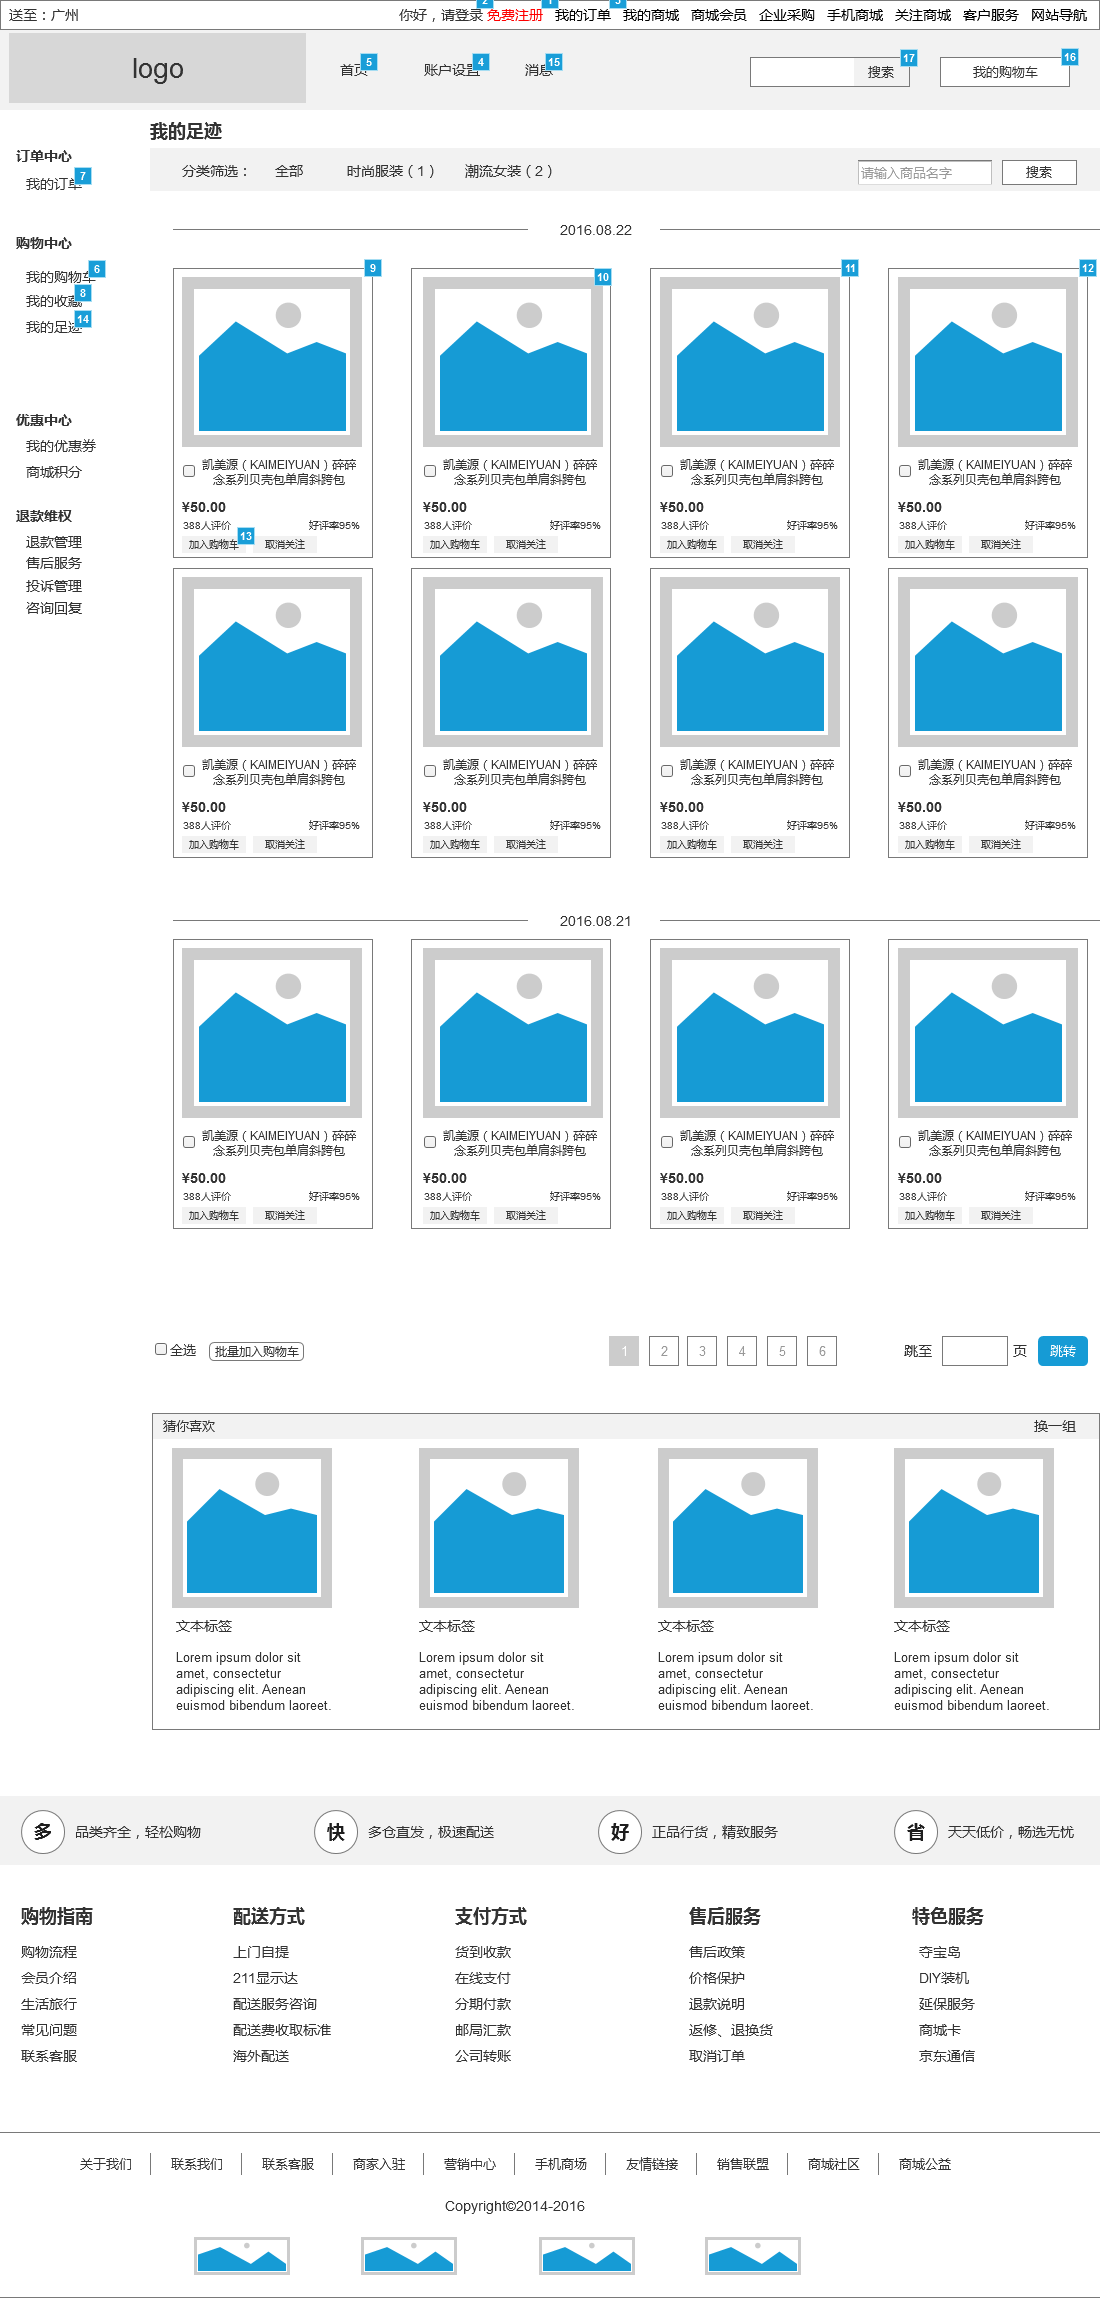 送至：广州
你好，请登录 免费注册 我的订单 我的商城 商城会员 企业采购 手机商城 关注商城 客户服务 网站导航
2 1 3
logo
首页 5 账户设置 4 消息 15
搜索 17
我的购物车 16
我的足迹
订单中心
我的订单 7
购物中心
我的购物车 6
我的收藏 8
我的足迹 14
优惠中心
我的优惠券
商城积分
退款维权
退款管理
售后服务
投诉管理
咨询回复
分类筛选： 全部 时尚服装（1） 潮流女装（2）
请输入商品名字 搜索
2016.08.22
9 10 11 12
凯美源（KAIMEIYUAN）碎碎 凯美源（KAIMEIYUAN）碎碎 凯美源（KAIMEIYUAN）碎碎 凯美源（KAIMEIYUAN）碎碎
念系列贝壳包单肩斜跨包 念系列贝壳包单肩斜跨包 念系列贝壳包单肩斜跨包 念系列贝壳包单肩斜跨包
¥50.00 ¥50.00 ¥50.00 ¥50.00
388人评价 好评率95% 388人评价 好评率95% 388人评价 好评率95% 388人评价 好评率95%
加入购物车 13 取消关注 加入购物车 取消关注 加入购物车 取消关注 加入购物车 取消关注
凯美源（KAIMEIYUAN）碎碎 凯美源（KAIMEIYUAN）碎碎 凯美源（KAIMEIYUAN）碎碎 凯美源（KAIMEIYUAN）碎碎
念系列贝壳包单肩斜跨包 念系列贝壳包单肩斜跨包 念系列贝壳包单肩斜跨包 念系列贝壳包单肩斜跨包
¥50.00 ¥50.00 ¥50.00 ¥50.00
388人评价 好评率95% 388人评价 好评率95% 388人评价 好评率95% 388人评价 好评率95%
加入购物车 取消关注 加入购物车 取消关注 加入购物车 取消关注 加入购物车 取消关注
2016.08.21
凯美源（KAIMEIYUAN）碎碎 凯美源（KAIMEIYUAN）碎碎 凯美源（KAIMEIYUAN）碎碎 凯美源（KAIMEIYUAN）碎碎
念系列贝壳包单肩斜跨包 念系列贝壳包单肩斜跨包 念系列贝壳包单肩斜跨包 念系列贝壳包单肩斜跨包
¥50.00 ¥50.00 ¥50.00 ¥50.00
388人评价 好评率95% 388人评价 好评率95% 388人评价 好评率95% 388人评价 好评率95%
加入购物车 取消关注 加入购物车 取消关注 加入购物车 取消关注 加入购物车 取消关注
全选 批量加入购物车 1 2 3 4 5 6 跳至 页 跳转
猜你喜欢 换一组
文本标签 文本标签 文本标签 文本标签
Lorem ipsum dolor sit Lorem ipsum dolor sit Lorem ipsum dolor sit Lorem ipsum dolor sit
amet, consectetur amet, consectetur amet, consectetur amet, consectetur
adipiscing elit. Aenean adipiscing elit. Aenean adipiscing elit. Aenean adipiscing elit. Aenean
euismod bibendum laoreet. euismod bibendum laoreet. euismod bibendum laoreet. euismod bibendum laoreet.
多 品类齐全，轻松购物 快 多仓直发，极速配送 好 正品行货，精致服务 省 天天低价，畅选无忧
购物指南 配送方式 支付方式 售后服务 特色服务
购物流程 上门自提 货到收款 售后政策 夺宝岛
会员介绍 211显示达 在线支付 价格保护 DIY装机
生活旅行 配送服务咨询 分期付款 退款说明 延保服务
常见问题 配送费收取标准 邮局汇款 返修、退换货 商城卡
联系客服 海外配送 公司转账 取消订单 京东通信
关于我们 联系我们 联系客服 商家入驻 营销中心 手机商场 友情链接 销售联盟 商城社区 商城公益
Copyright©2014-2016